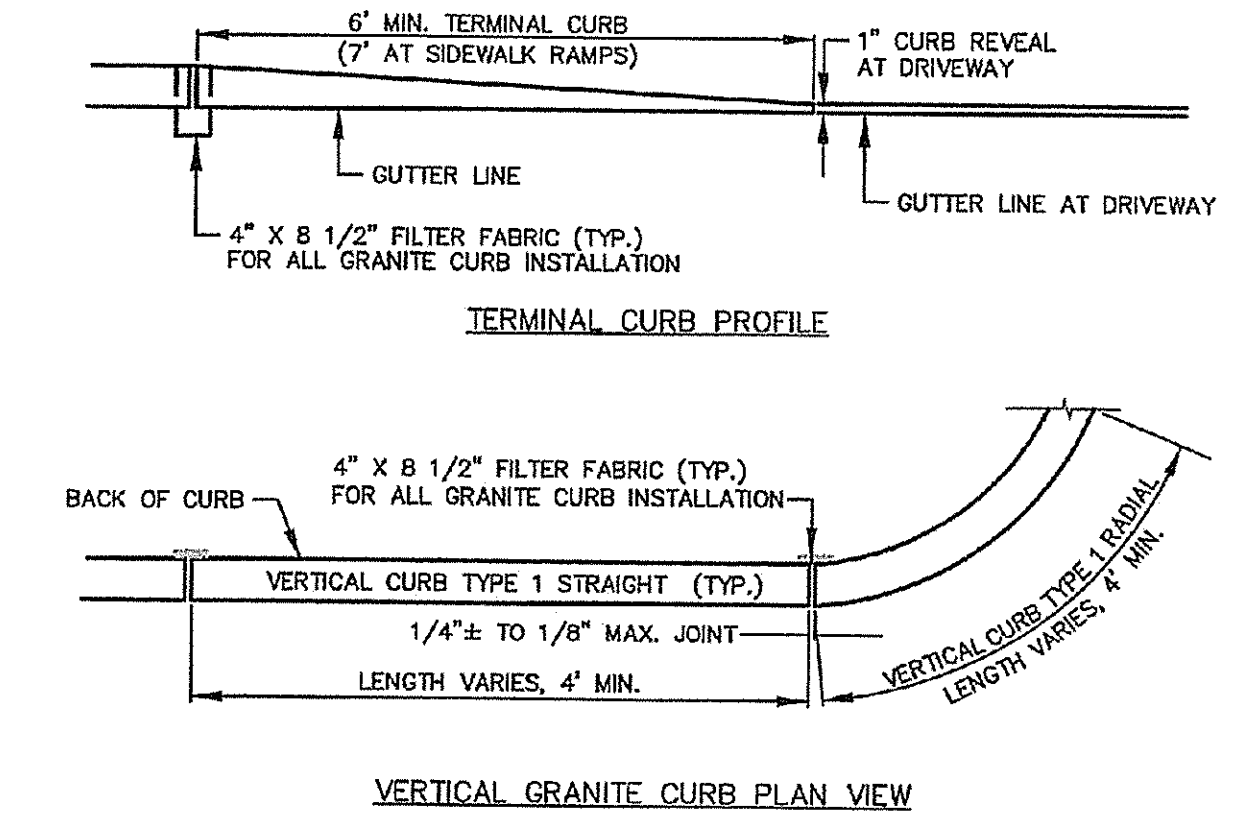 6' MIN. TERMINAL CURB
(7' AT SIDEWALK RAMPS)
1" CURB REVEAL
AT DRIVEWAY
GUTTER LINE
GUTTER LINE AT DRIVEWAY
4" X 8 1/2" FILTER FABRIC (TYP.)
FOR ALL GRANITE CURB INSTALLATION
TERMINAL CURB PROFILE
4" X 8 1/2" FILTER FABRIC (TYP.)
FOR ALL GRANITE CURB INSTALLATION
BACK OF CURB
VERTICAL CURB TYPE 1 STRAIGHT (TYP.)
1/4"± TO 1/8" MAX. JOINT
LENGTH VARIES, 4' MIN.
VERTICAL CURB TYPE 1 RADIAL
LENGTH VARIES, 4' MIN.
VERTICAL GRANITE CURB PLAN VIEW